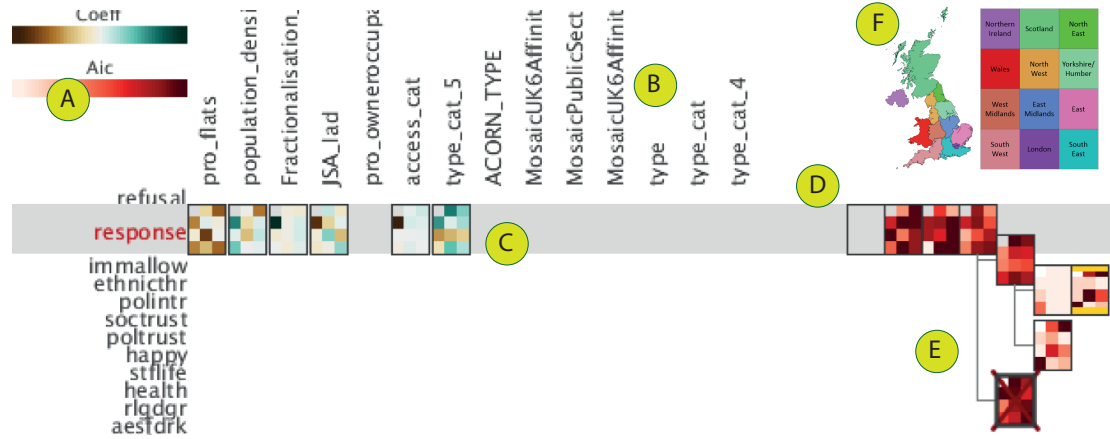 Coeff
Aic
A
pro_flats
population_densi
Fractionalisation_
JSA_lad
pro_owneroccupa
access_cat
type_cat_5
ACORN_TYPE
MosaicUK6Affinit
MosaicPublicSect
MosaicUK6Affinit
type
type_cat
type_cat_4
B
F
Northern Ireland
Scotland
North East
Wales
North West
Yorkshire/ Humber
West Midlands
East Midlands
East
South West
London
South East
D
refusal
response
C
immallow
ethnicthr
polintr
soctrust
poltrust
happy
stflife
health
rlgdgr
aesfdrk
E